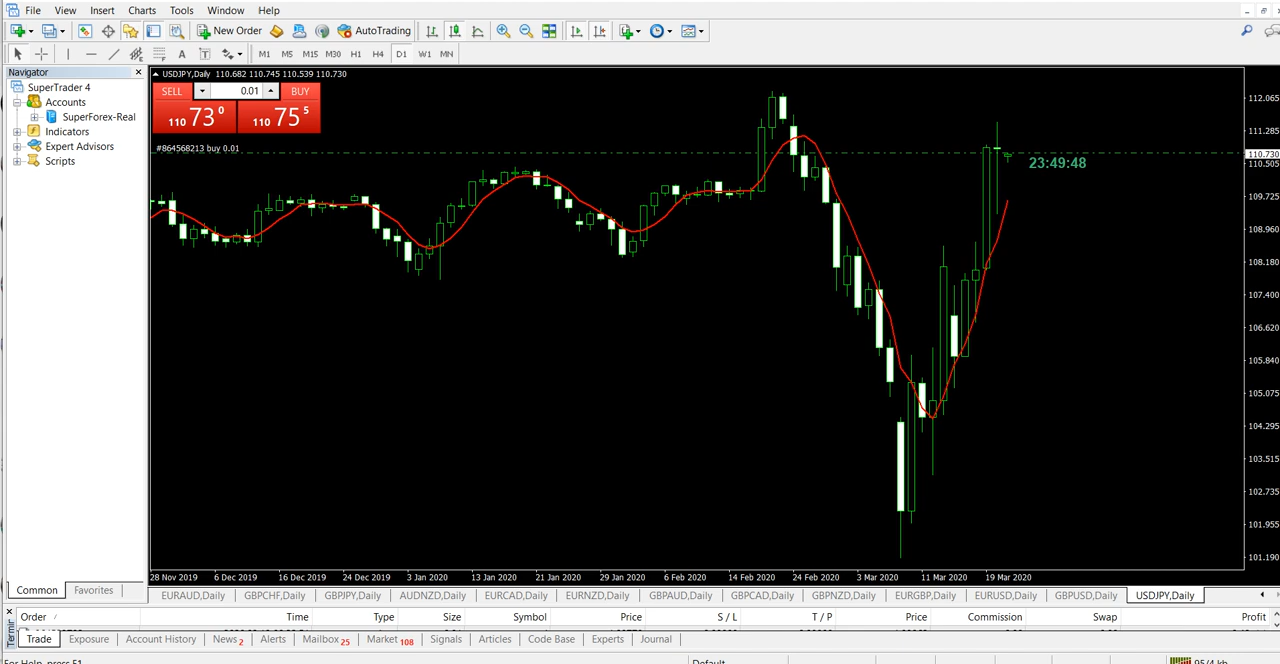 File View Insert Charts Tools Window Help
New Order AutoTrading
A T M1 M5 M15 M30 H1 H4 D1 W1 MN
Navigator
SuperTrader 4
Accounts
SuperForex-Real
Indicators
Expert Advisors
Scripts
Common Favorites
USDJPY,Daily 110.682 110.745 110.539 110.730
SELL 0.01 BUY
110 73 0 110 75 5
#864568213 buy 0.01
23:49:48
112.065
111.285
110.730
110.505
109.725
108.960
108.180
107.400
106.620
105.840
105.075
104.295
103.515
102.735
101.955
101.190
28 Nov 2019 6 Dec 2019 16 Dec 2019 24 Dec 2019 3 Jan 2020 13 Jan 2020 21 Jan 2020 29 Jan 2020 6 Feb 2020 14 Feb 2020 24 Feb 2020 3 Mar 2020 11 Mar 2020 19 Mar 2020
EURAUD,Daily GBPCHF,Daily GBPJPY,Daily AUDNZD,Daily EURCAD,Daily EURNZD,Daily GBPAUD,Daily GBPCAD,Daily GBPNZD,Daily EURGBP,Daily EURUSD,Daily GBPUSD,Daily USDJPY,Daily
Order / Time Type Size Symbol Price S / L T / P Price Commission Swap Profit
Trade Exposure Account History News 2 Alerts Mailbox 25 Market 108 Signals Articles Code Base Experts Journal
For Help, press F1 Default 95/4 kb